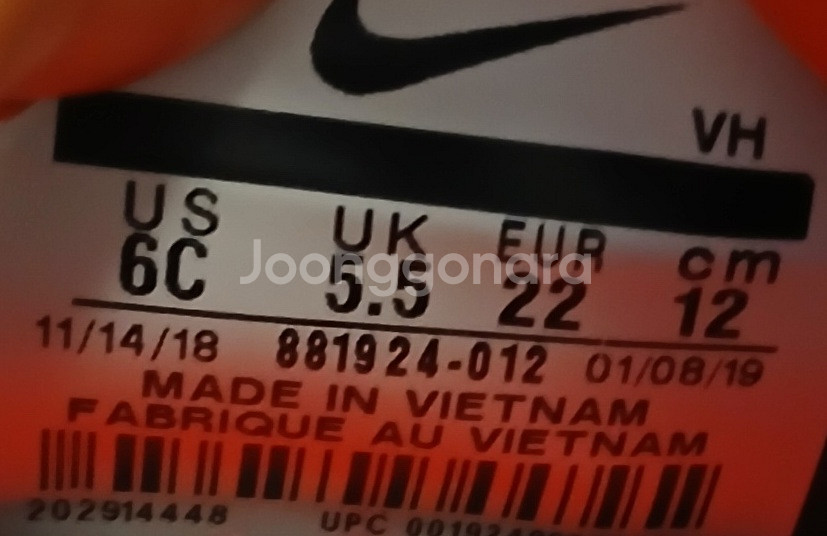 VH
US UK EUR cm
6C 5.5 22 12
Joonggonara
11/14/18 881924-012 01/08/19
MADE IN VIETNAM
FABRIQUE AU VIETNAM
202914448 UPC